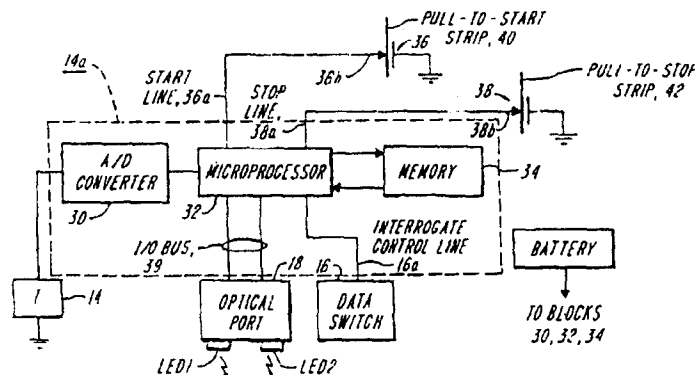 PULL-TO-START
STRIP, 40
36
36b
14a
START
LINE, 36a
STOP
LINE,
38a
38
38b
PULL-TO-STOP
STRIP, 42
A/D
CONVERTER
30
MICROPROCESSOR
32
MEMORY
34
I/O BUS,
39
INTERROGATE
CONTROL LINE
18
16
16a
T
14
OPTICAL
PORT
DATA
SWITCH
LED1
LED2
BATTERY
TO BLOCKS
30, 32, 34